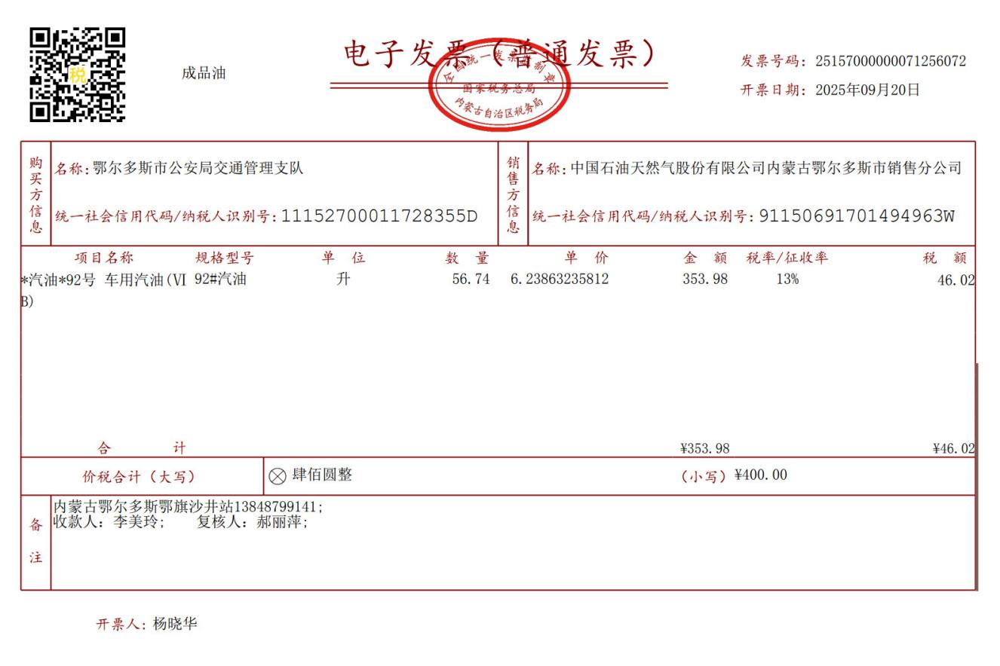 电子发票（普通发票）
成品油
税
全国统一发票监制章
国家税务总局
内蒙古自治区税务局
发票号码：25157000000071256072
开票日期：2025年09月20日
购买方信息
名称：鄂尔多斯市公安局交通管理支队
统一社会信用代码/纳税人识别号：11152700011728355D
销售方信息
名称：中国石油天然气股份有限公司内蒙古鄂尔多斯市销售分公司
统一社会信用代码/纳税人识别号：91150691701494963W
项目名称 规格型号 单 位 数 量 单 价 金 额 税率/征收率 税 额
*汽油*92号 车用汽油(VI 92#汽油 升 56.74 6.23863235812 353.98 13% 46.02
B)
合 计 ¥353.98 ¥46.02
价税合计（大写） ⊗ 肆佰圆整 （小写）¥400.00
备注
内蒙古鄂尔多斯鄂旗沙井站13848799141;
收款人：李美玲; 复核人：郝丽萍;
开票人：杨晓华